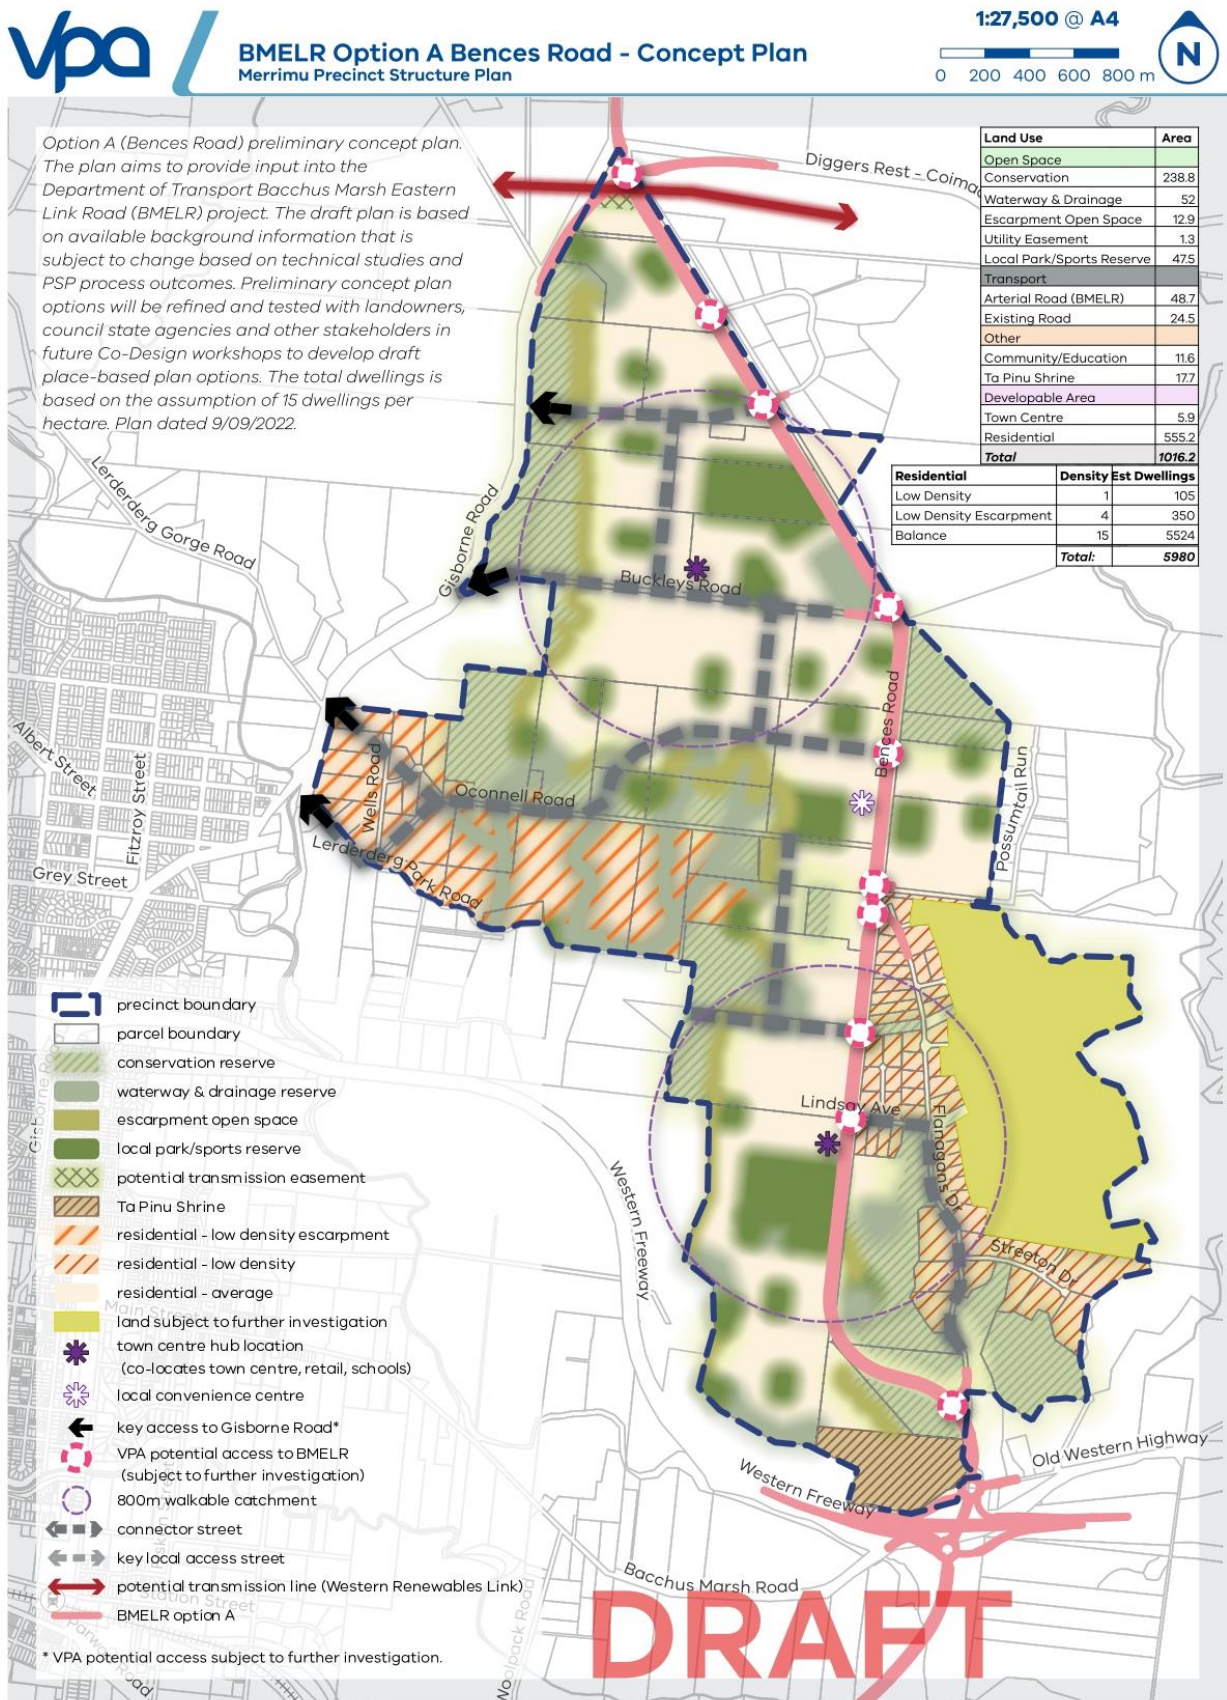 vpa
BMELR Option A Bences Road - Concept Plan
Merrimu Precinct Structure Plan
1:27,500 @ A4
0 200 400 600 800 m
N
Option A (Bences Road) preliminary concept plan.
The plan aims to provide input into the
Department of Transport Bacchus Marsh Eastern
Link Road (BMELR) project. The draft plan is based
on available background information that is
subject to change based on technical studies and
PSP process outcomes. Preliminary concept plan
options will be refined and tested with landowners,
council state agencies and other stakeholders in
future Co-Design workshops to develop draft
place-based plan options. The total dwellings is
based on the assumption of 15 dwellings per
hectare. Plan dated 9/09/2022.
Land Use Area
Open Space
Conservation 238.8
Waterway & Drainage 52
Escarpment Open Space 12.9
Utility Easement 1.3
Local Park/Sports Reserve 47.5
Transport
Arterial Road (BMELR) 48.7
Existing Road 24.5
Other
Community/Education 11.6
Ta Pinu Shrine 17.7
Developable Area
Town Centre 5.9
Residential 555.2
Total 1016.2
Residential Density Est Dwellings
Low Density 1 105
Low Density Escarpment 4 350
Balance 15 5524
Total: 5980
Diggers Rest - Coima
Lerderderg Gorge Road
Gisborne Road
Buckleys Road
Bences Road
Possumtail Run
Albert Street
Fitzroy Street
Wells Road
Oconnell Road
Lerderderg Park Road
Grey Street
Lindsay Ave
Flanagans Dr
Streeton Dr
Western Freeway
Western Freeway
Old Western Highway
Bacchus Marsh Road
Woolpack Road
Gisborne Road
Main Street
Station Street
Parwan Road
precinct boundary
parcel boundary
conservation reserve
waterway & drainage reserve
escarpment open space
local park/sports reserve
potential transmission easement
Ta Pinu Shrine
residential - low density escarpment
residential - low density
residential - average
land subject to further investigation
town centre hub location
(co-locates town centre, retail, schools)
local convenience centre
key access to Gisborne Road*
VPA potential access to BMELR
(subject to further investigation)
800m walkable catchment
connector street
key local access street
potential transmission line (Western Renewables Link)
BMELR option A
* VPA potential access subject to further investigation.
DRAFT